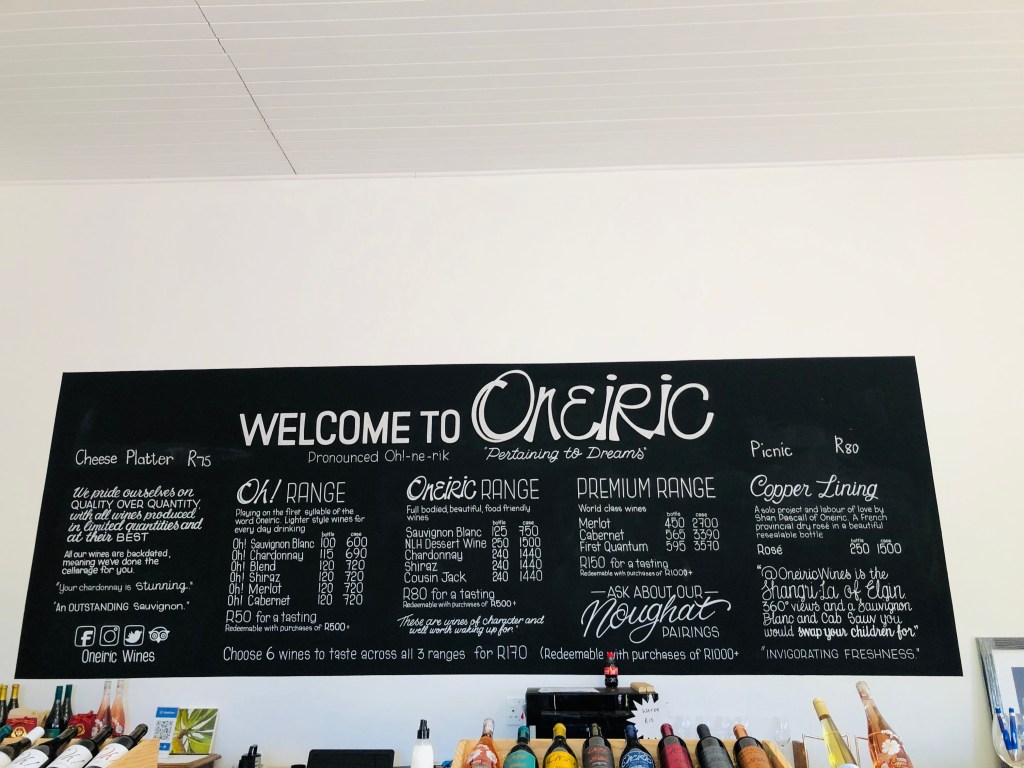 WELCOME TO ONEIRIC
Pronounced Oh!-ne-rik
"Pertaining to Dreams"
Cheese Platter R75
Picnic R80
We pride ourselves on
QUALITY OVER QUANTITY,
with all wines produced
in limited quantities and
at their BEST
All our wines are backdated,
meaning we've done the
cellarage for you.
"Your chardonnay is Stunning."
"An OUTSTANDING Sauvignon."
Oneiric Wines
Oh! RANGE
Playing on the first syllable of the
word Oneiric. Lighter style wines for
every day drinking
bottle case
Oh! Sauvignon Blanc 100 600
Oh! Chardonnay 115 690
Oh! Blend 120 720
Oh! Shiraz 120 720
Oh! Merlot 120 720
Oh! Cabernet 120 720
R50 for a tasting
Redeemable with purchases of R500+
ONEIRIC RANGE
Full bodied, beautiful, food friendly
wines
bottle case
Sauvignon Blanc 125 750
NLH Dessert Wine 250 1500
Chardonnay 240 1440
Shiraz 240 1440
Cousin Jack 240 1440
R80 for a tasting
Redeemable with purchases of R500+
"These are wines of character and
well worth waking up for."
PREMIUM RANGE
World class wines
bottle case
Merlot 450 2700
Cabernet 565 3390
First Quantum 595 3570
R150 for a tasting
Redeemable with purchases of R1000+
ASK ABOUT OUR
Noughat
PAIRINGS
Copper Lining
A solo project and labour of love by
Shan Pascall of Oneiric, A French
provincial dry rosé in a beautiful
resealable bottle
bottle case
Rosé 250 1500
"@OneiricWines is the
Shangri La of Elgin
360° views and a Sauvignon
Blanc and Cab Sauv you
would swap your children for"
"INVIGORATING FRESHNESS."
Choose 6 wines to taste across all 3 ranges for R170 (Redeemable with purchases of R1000+
ONEIRIC